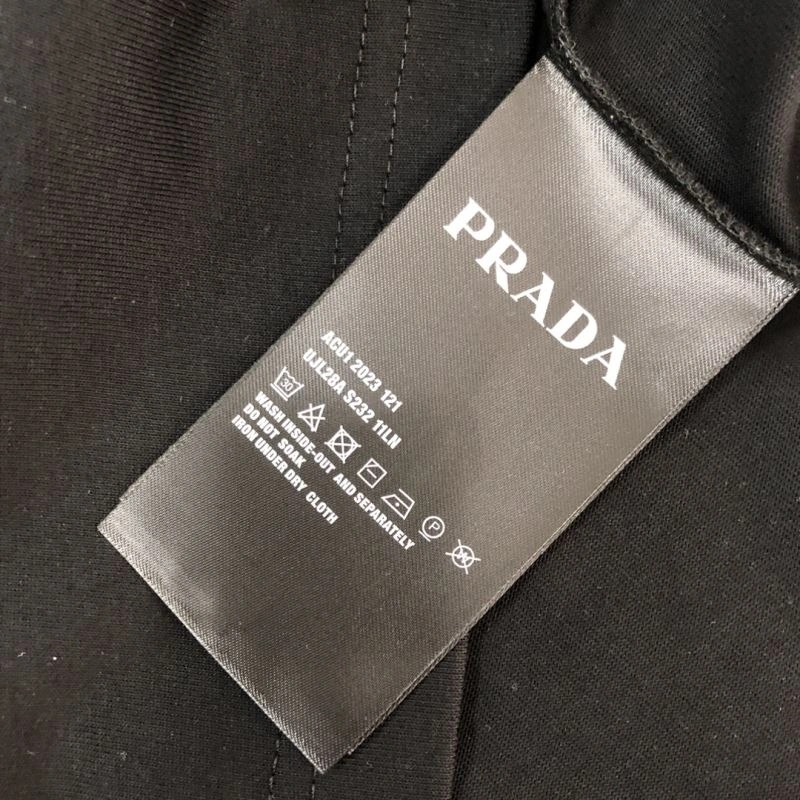 PRADA
ACU1 2023 121
UJL28A S232 11LN
30
P
W
WASH INSIDE-OUT AND SEPARATELY
DO NOT SOAK
IRON UNDER DRY CLOTH